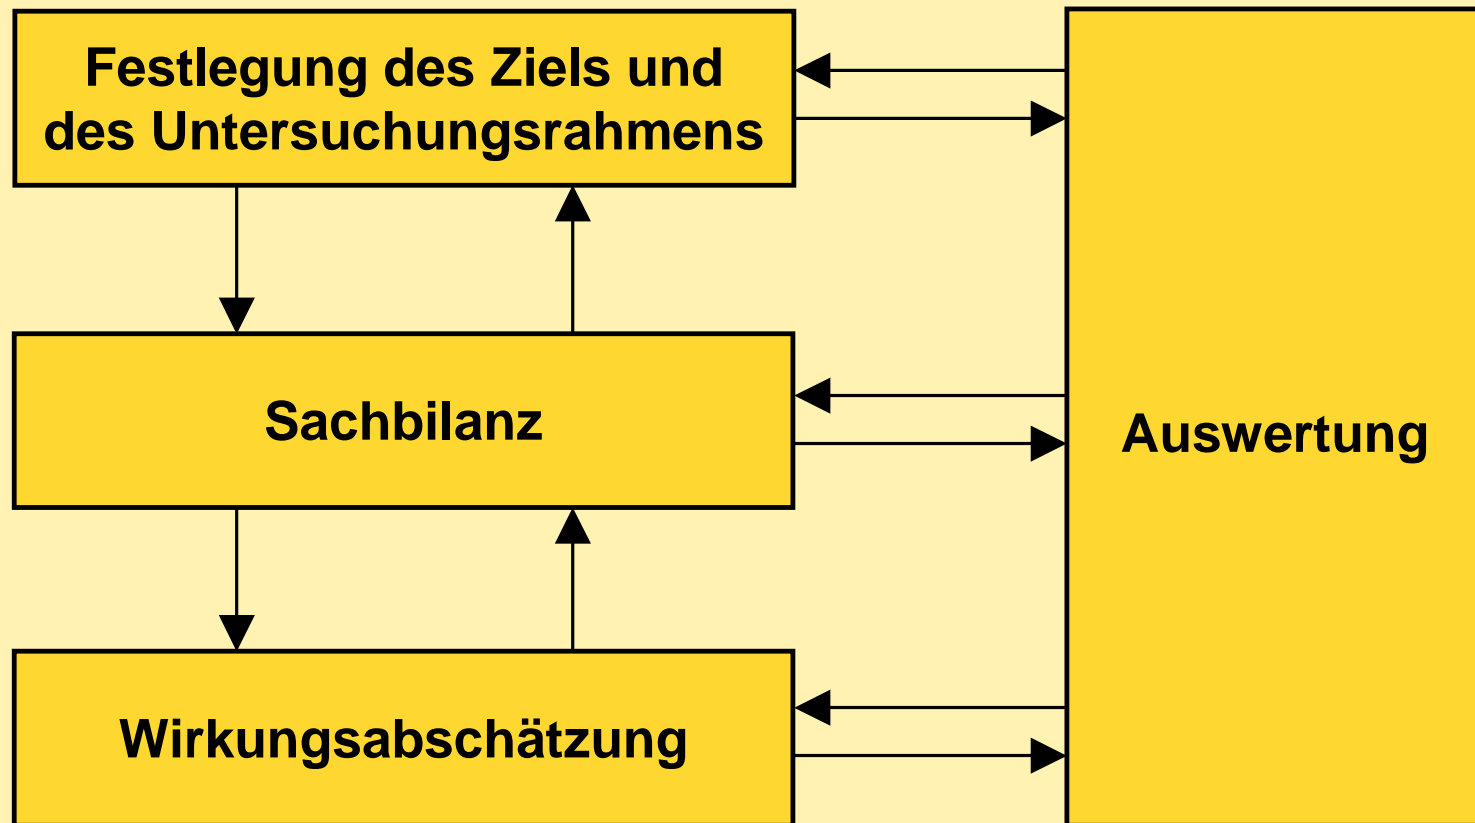 Festlegung des Ziels und
des Untersuchungsrahmens
Sachbilanz
Auswertung
Wirkungsabschätzung